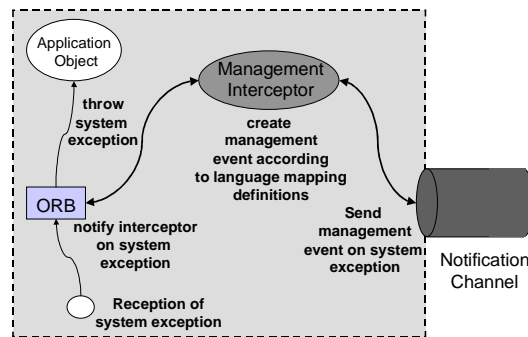 Application
Object
Management
Interceptor
throw
system
exception
create
management
event according
to language mapping
definitions
ORB
notify interceptor
on system
exception
Send
management
event on system
exception
Notification
Channel
Reception of
system exception